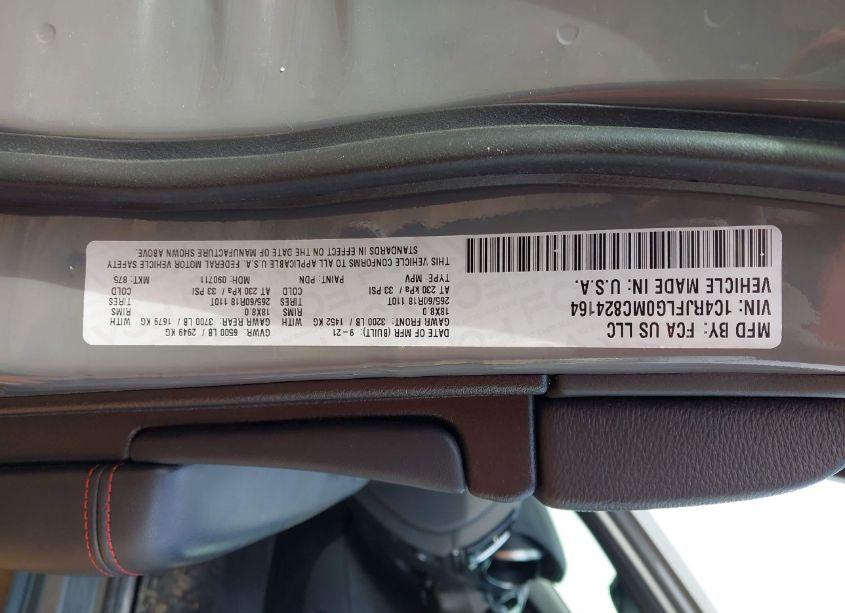 MFD BY: FCA US LLC
VIN: 1C4RJFLG0MC824164
VEHICLE MADE IN: U.S.A.
DATE OF MFR (BUILT): 9-21 GVWR: 6500 LB / 2949 KG
GAWR FRONT: 3200 LB / 1452 KG WITH GAWR REAR: 3700 LB / 1679 KG WITH
18X8.0 RIMS 18X8.0 RIMS
265/60R18 110T TIRES 265/60R18 110T TIRES
AT 230 kPa / 33 PSI COLD AT 230 kPa / 33 PSI COLD
TYPE: MPV PAINT: PDN MDH: 090711 MKT: 875
THIS VEHICLE CONFORMS TO ALL APPLICABLE U.S.A. FEDERAL MOTOR VEHICLE SAFETY
STANDARDS IN EFFECT ON THE DATE OF MANUFACTURE SHOWN ABOVE.